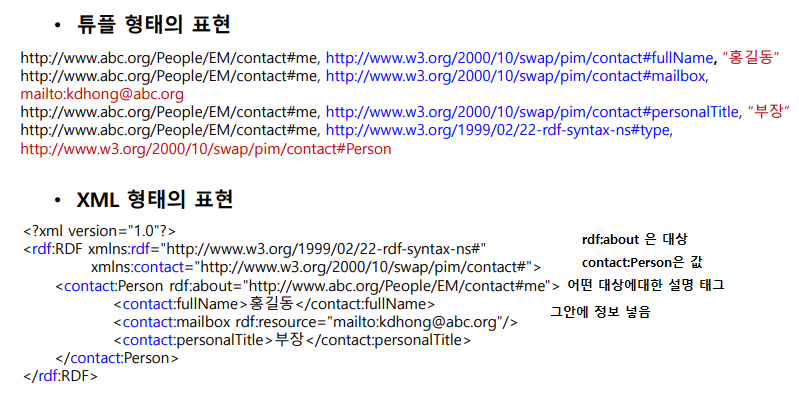 • 튜플 형태의 표현
http://www.abc.org/People/EM/contact#me, http://www.w3.org/2000/10/swap/pim/contact#fullName, "홍길동"
http://www.abc.org/People/EM/contact#me, http://www.w3.org/2000/10/swap/pim/contact#mailbox,
mailto:kdhong@abc.org
http://www.abc.org/People/EM/contact#me, http://www.w3.org/2000/10/swap/pim/contact#personalTitle, "부장"
http://www.abc.org/People/EM/contact#me, http://www.w3.org/1999/02/22-rdf-syntax-ns#type,
http://www.w3.org/2000/10/swap/pim/contact#Person
• XML 형태의 표현
<?xml version="1.0"?>
<rdf:RDF xmlns:rdf="http://www.w3.org/1999/02/22-rdf-syntax-ns#"
xmlns:contact="http://www.w3.org/2000/10/swap/pim/contact#">
<contact:Person rdf:about="http://www.abc.org/People/EM/contact#me">
<contact:fullName>홍길동</contact:fullName>
<contact:mailbox rdf:resource="mailto:kdhong@abc.org"/>
<contact:personalTitle>부장</contact:personalTitle>
</contact:Person>
</rdf:RDF>
rdf:about 은 대상
contact:Person은 값
어떤 대상에대한 설명 태그
그안에 정보 넣음